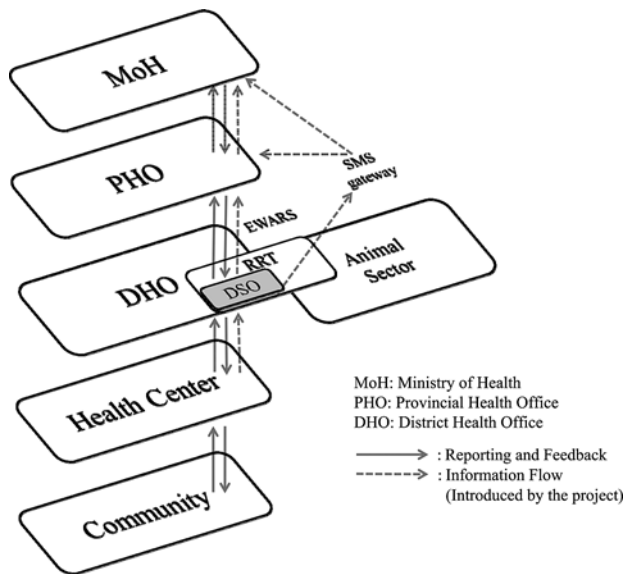 MoH
PHO
SMS
gateway
EWARS
RRT
DSO
DHO
Animal
Sector
Health Center
Community
MoH: Ministry of Health
PHO: Provincial Health Office
DHO: District Health Office
: Reporting and Feedback
: Information Flow
(Introduced by the project)